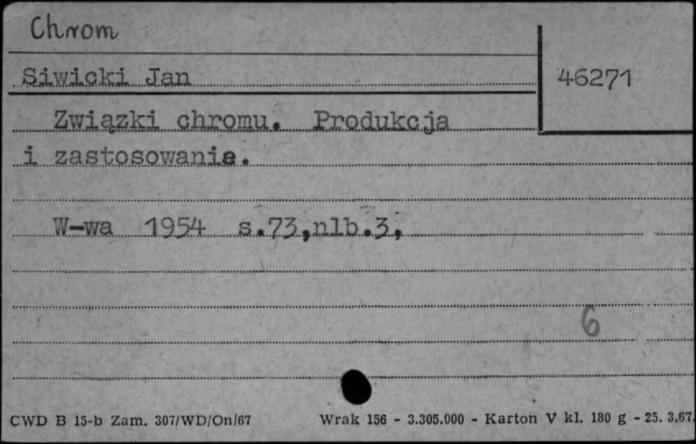 Chrom
Siwicki Jan
46271
Związki chromu. Produkcja
i zastosowanie.
W-wa 1954 s.73,nlb.3,
6
CWD B 15-b Zam. 307/WD/On/67 Wrak 156 - 3.305.000 - Karton V kl. 180 g - 25. 3.67.